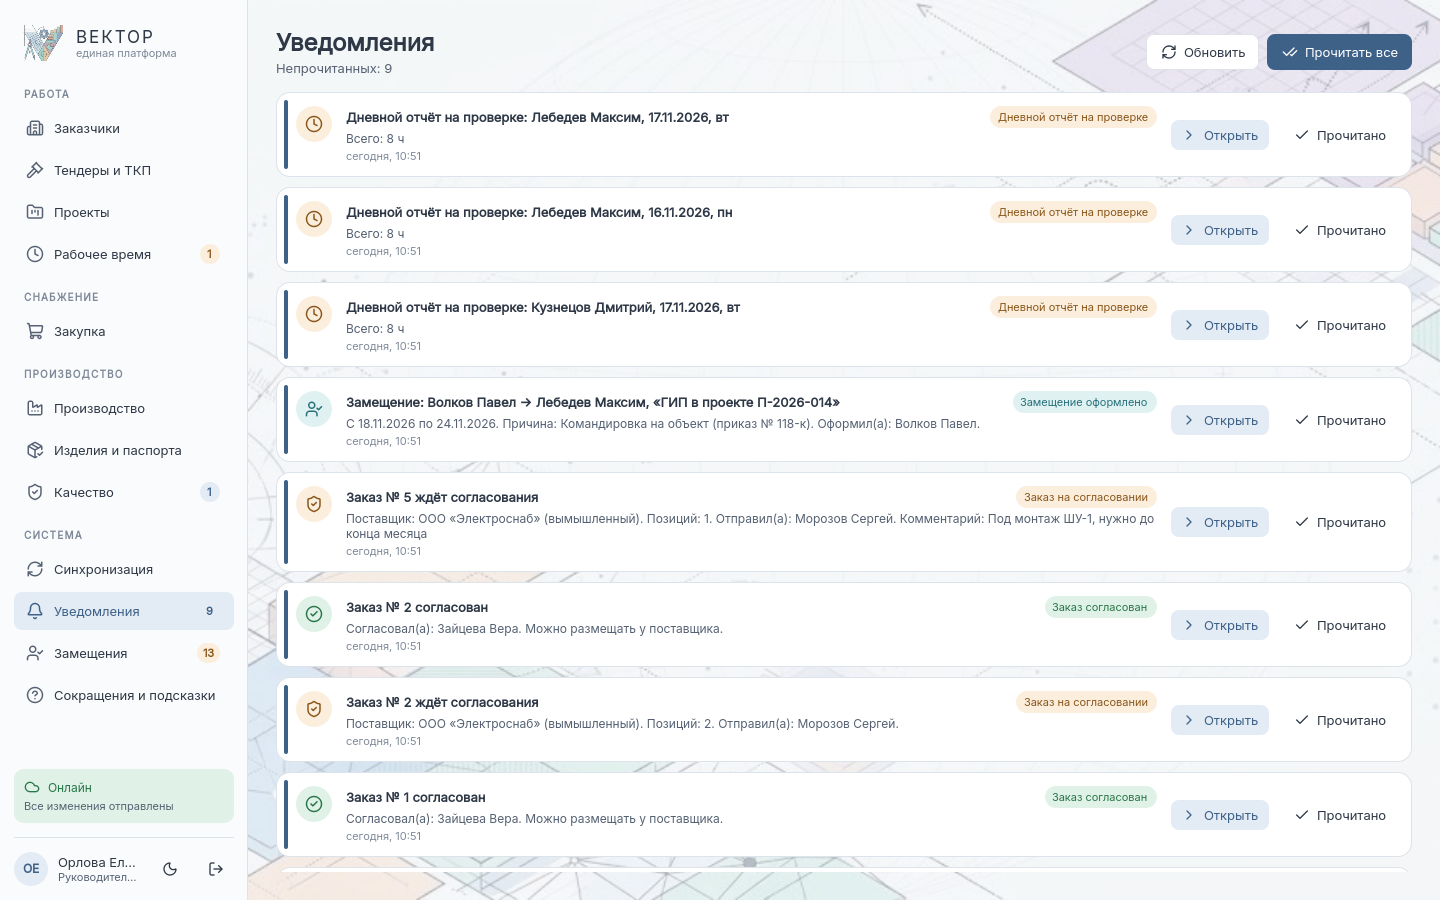 ВЕКТОР
единая платформа
РАБОТА
Заказчики
Тендеры и ТКП
Проекты
Рабочее время 1
СНАБЖЕНИЕ
Закупка
ПРОИЗВОДСТВО
Производство
Изделия и паспорта
Качество 1
СИСТЕМА
Синхронизация
Уведомления 9
Замещения 13
Сокращения и подсказки
Онлайн
Все изменения отправлены
ОЕ
Орлова Ел...
Руководител...
Уведомления
Непрочитанных: 9
Обновить
Прочитать все
Дневной отчёт на проверке: Лебедев Максим, 17.11.2026, вт
Дневной отчёт на проверке
Всего: 8 ч
сегодня, 10:51
Открыть
Прочитано
Дневной отчёт на проверке: Лебедев Максим, 16.11.2026, пн
Дневной отчёт на проверке
Всего: 8 ч
сегодня, 10:51
Открыть
Прочитано
Дневной отчёт на проверке: Кузнецов Дмитрий, 17.11.2026, вт
Дневной отчёт на проверке
Всего: 8 ч
сегодня, 10:51
Открыть
Прочитано
Замещение: Волков Павел → Лебедев Максим, «ГИП в проекте П-2026-014»
Замещение оформлено
С 18.11.2026 по 24.11.2026. Причина: Командировка на объект (приказ № 118-к). Оформил(а): Волков Павел.
сегодня, 10:51
Открыть
Прочитано
Заказ № 5 ждёт согласования
Заказ на согласовании
Поставщик: ООО «Электроснаб» (вымышленный). Позиций: 1. Отправил(а): Морозов Сергей. Комментарий: Под монтаж ШУ-1, нужно до
конца месяца
сегодня, 10:51
Открыть
Прочитано
Заказ № 2 согласован
Заказ согласован
Согласовал(а): Зайцева Вера. Можно размещать у поставщика.
сегодня, 10:51
Открыть
Прочитано
Заказ № 2 ждёт согласования
Заказ на согласовании
Поставщик: ООО «Электроснаб» (вымышленный). Позиций: 2. Отправил(а): Морозов Сергей.
сегодня, 10:51
Открыть
Прочитано
Заказ № 1 согласован
Заказ согласован
Согласовал(а): Зайцева Вера. Можно размещать у поставщика.
сегодня, 10:51
Открыть
Прочитано